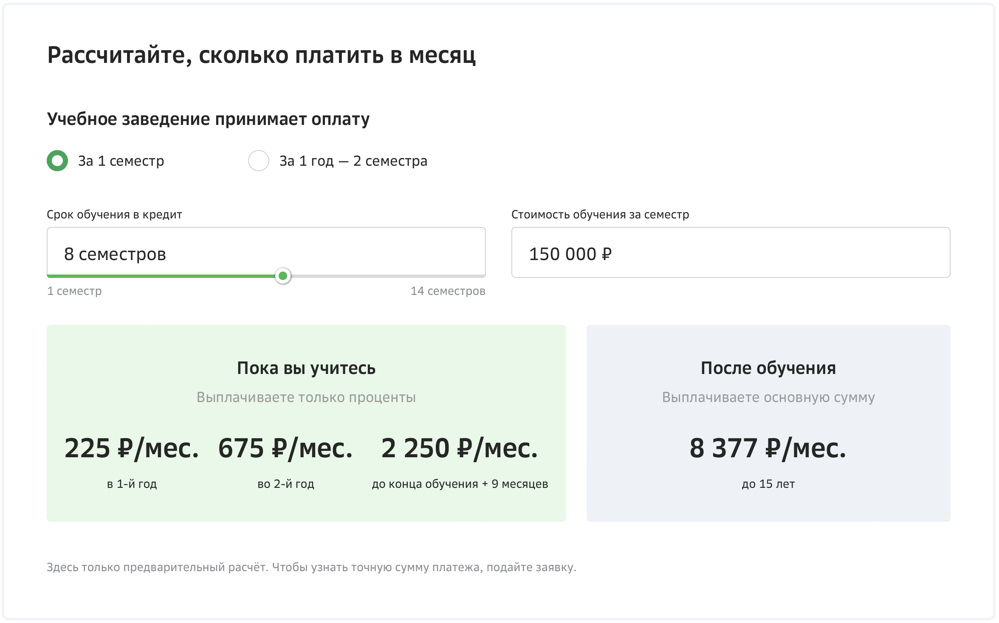 Рассчитайте, сколько платить в месяц
Учебное заведение принимает оплату
За 1 семестр
За 1 год — 2 семестра
Срок обучения в кредит
8 семестров
1 семестр
14 семестров
Стоимость обучения за семестр
150 000 ₽
Пока вы учитесь
Выплачиваете только проценты
225 ₽/мес.
в 1-й год
675 ₽/мес.
во 2-й год
2 250 ₽/мес.
до конца обучения + 9 месяцев
После обучения
Выплачиваете основную сумму
8 377 ₽/мес.
до 15 лет
Здесь только предварительный расчёт. Чтобы узнать точную сумму платежа, подайте заявку.